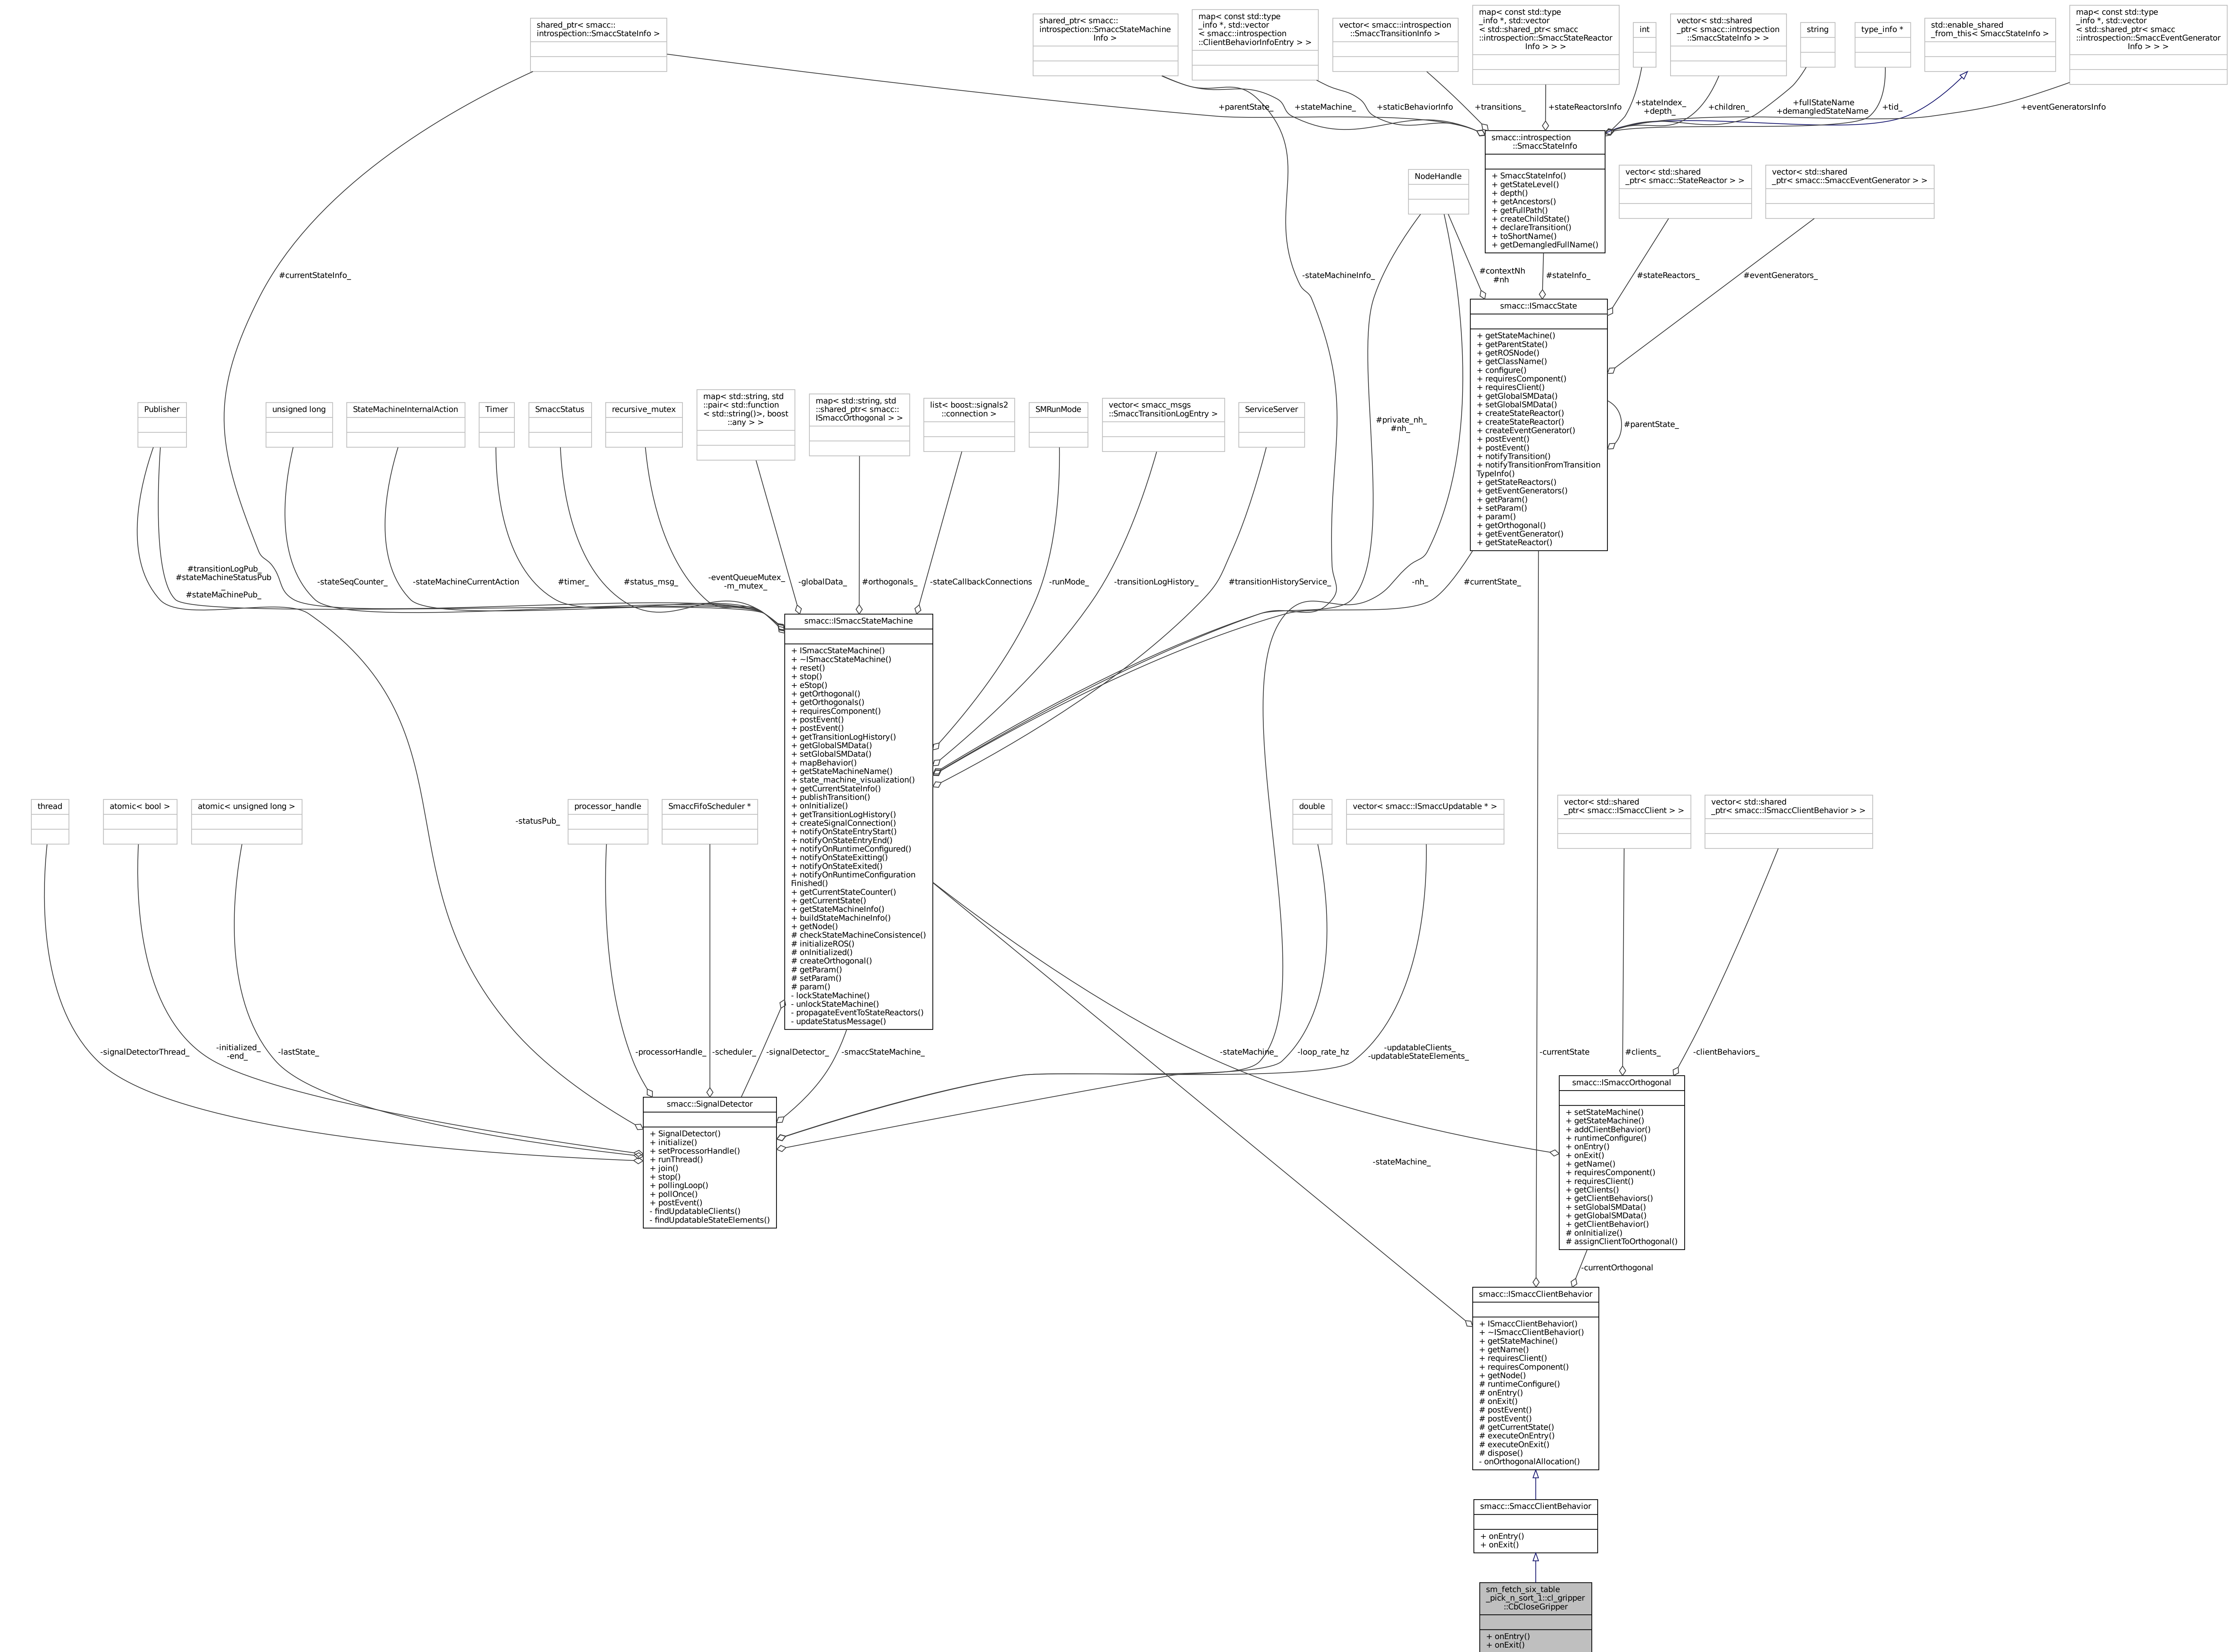 shared_ptr< smacc::
introspection::SmaccStateInfo >
shared_ptr< smacc::
introspection::SmaccStateMachine
Info >
map< const std::type
_info *, std::vector
< smacc::introspection
::ClientBehaviorInfoEntry > >
vector< smacc::introspection
::SmaccTransitionInfo >
map< const std::type
_info *, std::vector
< std::shared_ptr< smacc
::introspection::SmaccStateReactor
Info > > >
int
vector< std::shared
_ptr< smacc::introspection
::SmaccStateInfo > >
string
type_info *
std::enable_shared
_from_this< SmaccStateInfo >
map< const std::type
_info *, std::vector
< std::shared_ptr< smacc
::introspection::SmaccEventGenerator
Info > > >
+parentState_
+stateMachine_
+staticBehaviorInfo
+transitions_
+stateReactorsInfo
+stateIndex_
+depth_
+children_
+fullStateName
+demangledStateName
+tid_
+eventGeneratorsInfo
smacc::introspection
::SmaccStateInfo
+ SmaccStateInfo()
+ getStateLevel()
+ depth()
+ getAncestors()
+ getFullPath()
+ createChildState()
+ declareTransition()
+ toShortName()
+ getDemangledFullName()
NodeHandle
vector< std::shared
_ptr< smacc::StateReactor > >
vector< std::shared
_ptr< smacc::SmaccEventGenerator > >
#currentStateInfo_
-stateMachineInfo_
#contextNh
#nh
#stateInfo_
#stateReactors_
#eventGenerators_
smacc::ISmaccState
+ getStateMachine()
+ getParentState()
+ getROSNode()
+ getClassName()
+ configure()
+ requiresComponent()
+ requiresClient()
+ getGlobalSMData()
+ setGlobalSMData()
+ createStateReactor()
+ createStateReactor()
+ createEventGenerator()
+ postEvent()
+ postEvent()
+ notifyTransition()
+ notifyTransitionFromTransition
TypeInfo()
+ getStateReactors()
+ getEventGenerators()
+ getParam()
+ setParam()
+ param()
+ getOrthogonal()
+ getEventGenerator()
+ getStateReactor()
#parentState_
#private_nh_
#nh_
Publisher
unsigned long
StateMachineInternalAction
Timer
SmaccStatus
recursive_mutex
map< std::string, std
::pair< std::function
< std::string()>, boost
::any > >
map< std::string, std
::shared_ptr< smacc::
ISmaccOrthogonal > >
list< boost::signals2
::connection >
SMRunMode
vector< smacc_msgs
::SmaccTransitionLogEntry >
ServiceServer
#transitionLogPub_
#stateMachineStatusPub
_
#stateMachinePub_
-stateSeqCounter_
-stateMachineCurrentAction
#timer_
#status_msg_
-eventQueueMutex_
-m_mutex_
-globalData_
#orthogonals_
-stateCallbackConnections
-runMode_
-transitionLogHistory_
#transitionHistoryService_
-nh_
#currentState_
smacc::ISmaccStateMachine
+ ISmaccStateMachine()
+ ~ISmaccStateMachine()
+ reset()
+ stop()
+ eStop()
+ getOrthogonal()
+ getOrthogonals()
+ requiresComponent()
+ postEvent()
+ postEvent()
+ getTransitionLogHistory()
+ getGlobalSMData()
+ setGlobalSMData()
+ mapBehavior()
+ getStateMachineName()
+ state_machine_visualization()
+ getCurrentStateInfo()
+ publishTransition()
+ onInitialize()
+ getTransitionLogHistory()
+ createSignalConnection()
+ notifyOnStateEntryStart()
+ notifyOnStateEntryEnd()
+ notifyOnRuntimeConfigured()
+ notifyOnStateExitting()
+ notifyOnStateExited()
+ notifyOnRuntimeConfiguration
Finished()
+ getCurrentStateCounter()
+ getCurrentState()
+ getStateMachineInfo()
+ buildStateMachineInfo()
+ getNode()
# checkStateMachineConsistence()
# initializeROS()
# onInitialized()
# createOrthogonal()
# getParam()
# setParam()
# param()
- lockStateMachine()
- unlockStateMachine()
- propagateEventToStateReactors()
- updateStatusMessage()
thread
atomic< bool >
atomic< unsigned long >
-statusPub_
processor_handle
SmaccFifoScheduler *
double
vector< smacc::ISmaccUpdatable * >
vector< std::shared
_ptr< smacc::ISmaccClient > >
vector< std::shared
_ptr< smacc::ISmaccClientBehavior > >
-signalDetectorThread_
-initialized_
-end_
-lastState_
-processorHandle_
-scheduler_
-signalDetector_
-smaccStateMachine_
-stateMachine_
-loop_rate_hz
-updatableClients_
-updatableStateElements_
-currentState
#clients_
-clientBehaviors_
smacc::SignalDetector
+ SignalDetector()
+ initialize()
+ setProcessorHandle()
+ runThread()
+ join()
+ stop()
+ pollingLoop()
+ pollOnce()
+ postEvent()
- findUpdatableClients()
- findUpdatableStateElements()
smacc::ISmaccOrthogonal
+ setStateMachine()
+ getStateMachine()
+ addClientBehavior()
+ runtimeConfigure()
+ onEntry()
+ onExit()
+ getName()
+ requiresComponent()
+ requiresClient()
+ getClients()
+ getClientBehaviors()
+ setGlobalSMData()
+ getGlobalSMData()
+ getClientBehavior()
# onInitialize()
# assignClientToOrthogonal()
-stateMachine_
-currentOrthogonal
smacc::ISmaccClientBehavior
+ ISmaccClientBehavior()
+ ~ISmaccClientBehavior()
+ getStateMachine()
+ getName()
+ requiresClient()
+ requiresComponent()
+ getNode()
# runtimeConfigure()
# onEntry()
# onExit()
# postEvent()
# postEvent()
# getCurrentState()
# executeOnEntry()
# executeOnExit()
# dispose()
- onOrthogonalAllocation()
smacc::SmaccClientBehavior
+ onEntry()
+ onExit()
sm_fetch_six_table
_pick_n_sort_1::cl_gripper
::CbCloseGripper
+ onEntry()
+ onExit()